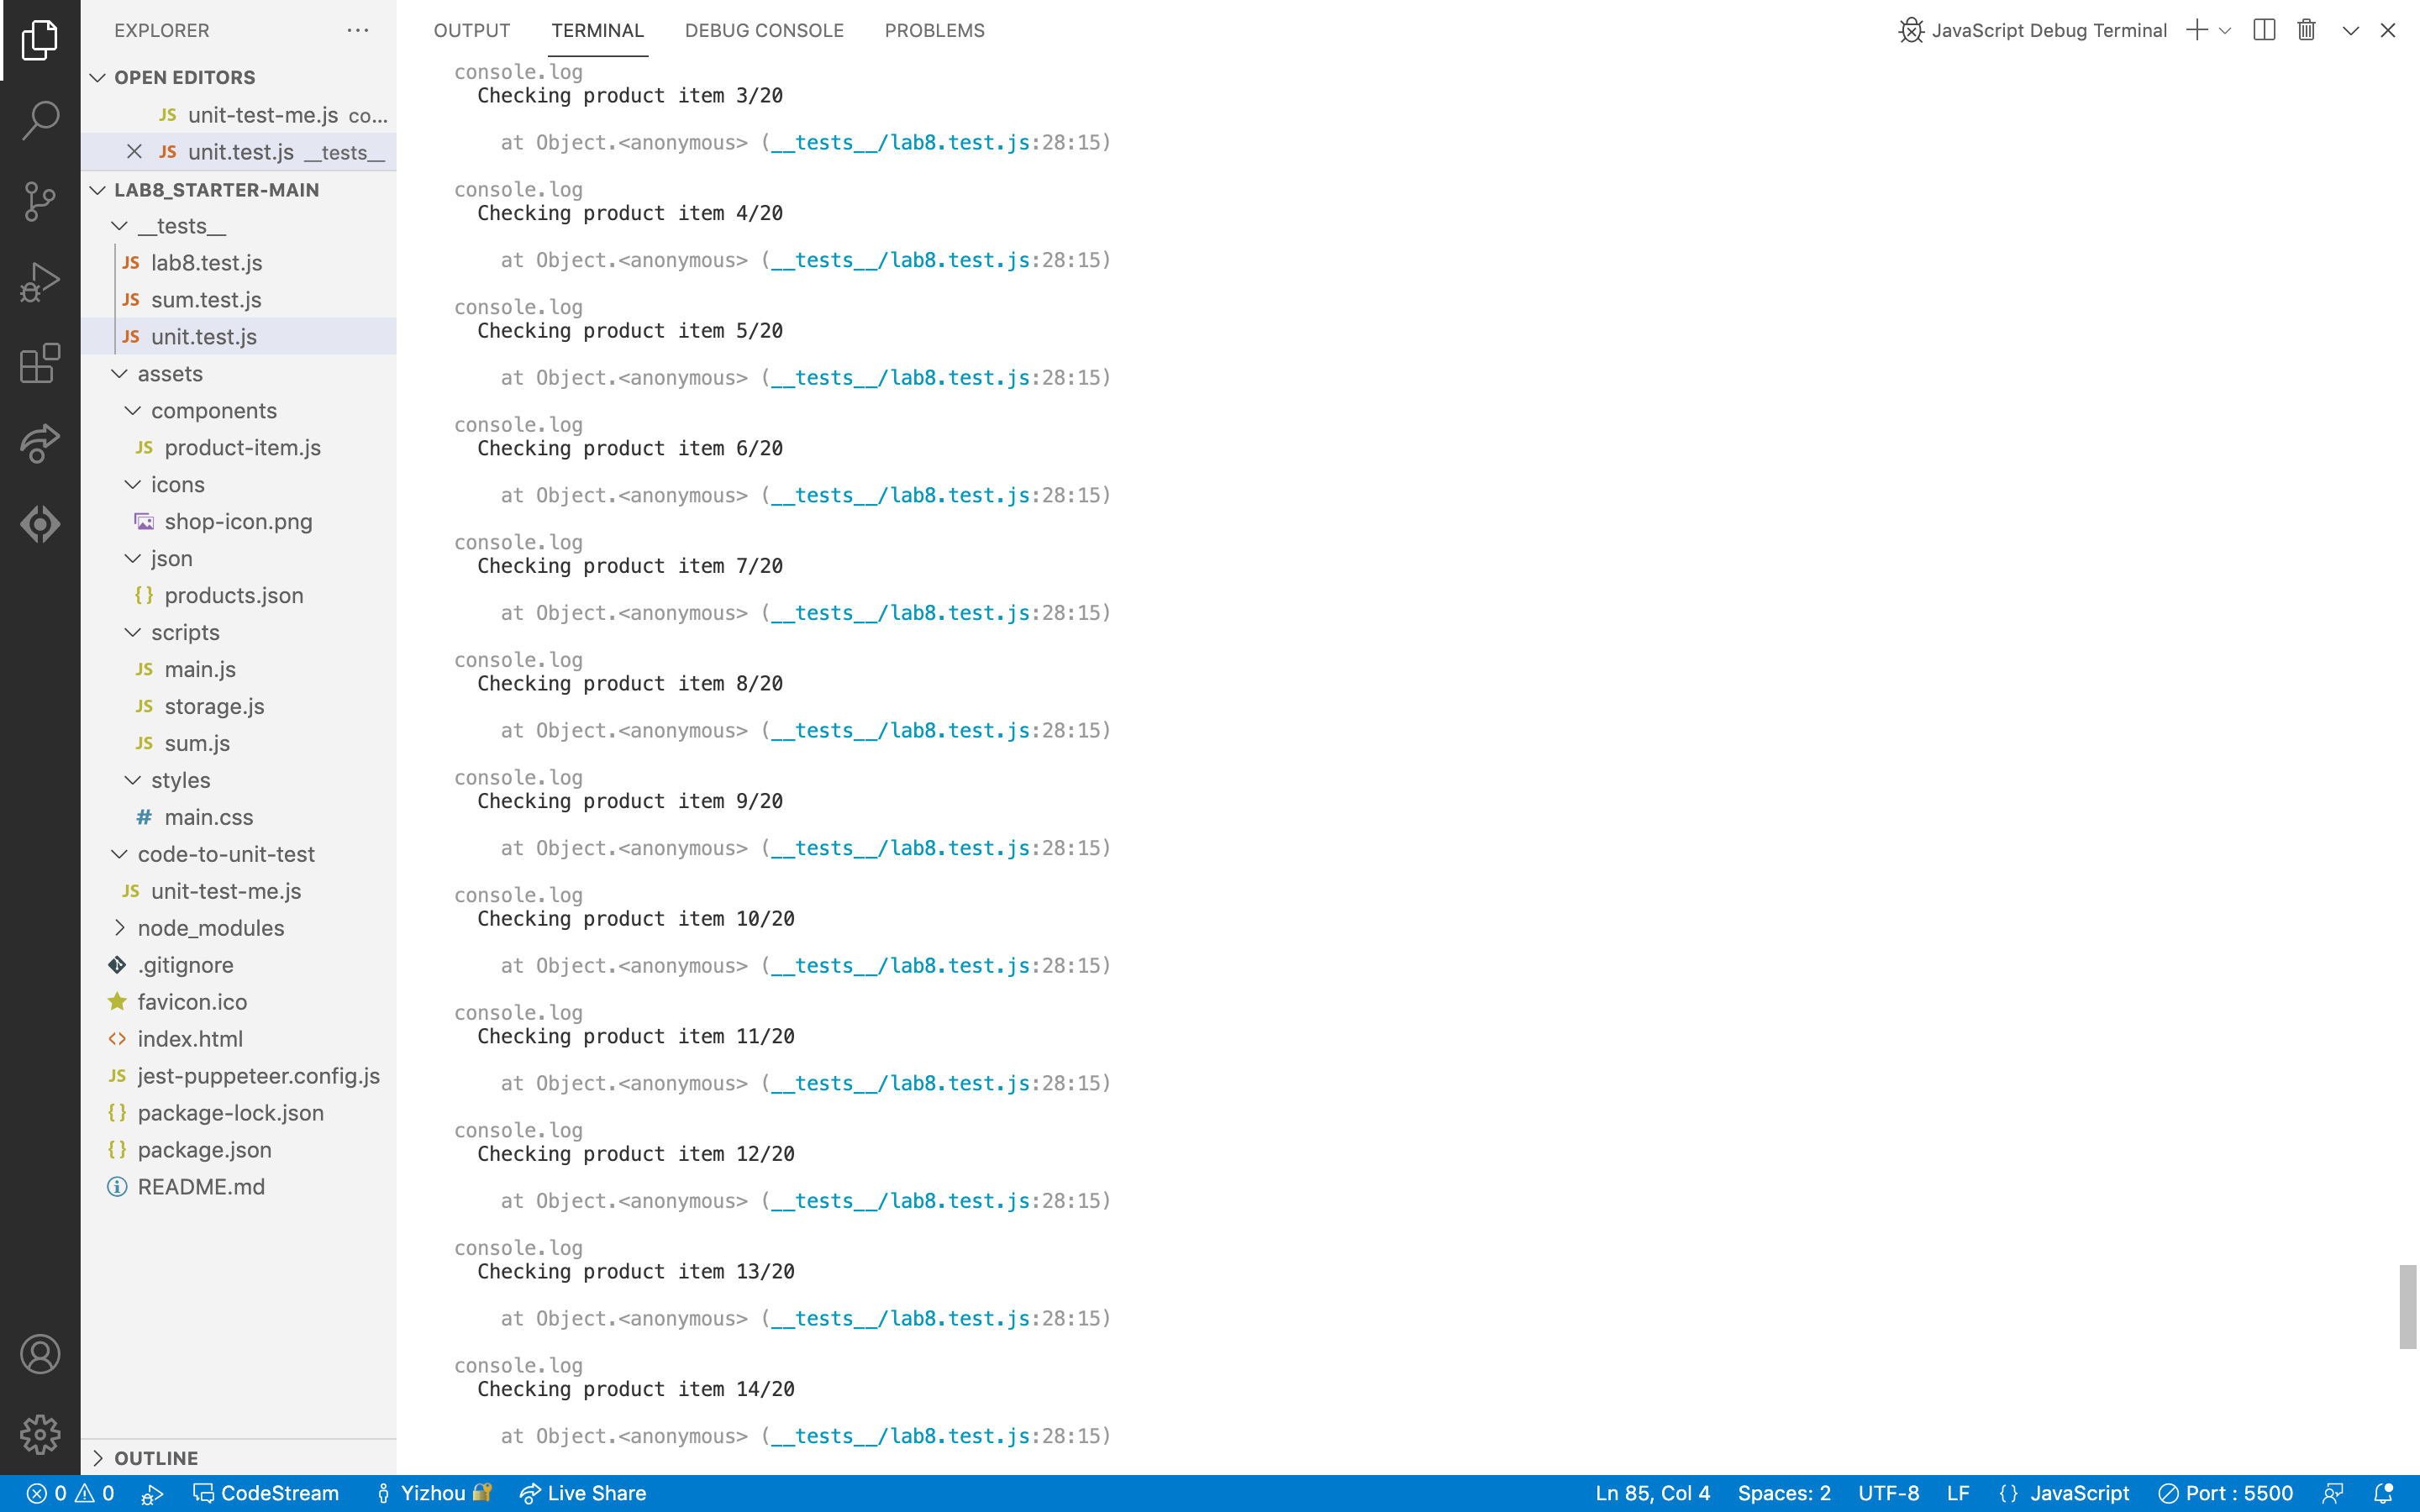 EXPLORER
OPEN EDITORS
JS unit-test-me.js co...
JS unit.test.js __tests__
LAB8_STARTER-MAIN
__tests__
JS lab8.test.js
JS sum.test.js
JS unit.test.js
assets
components
JS product-item.js
icons
shop-icon.png
json
{} products.json
scripts
JS main.js
JS storage.js
JS sum.js
styles
# main.css
code-to-unit-test
JS unit-test-me.js
node_modules
.gitignore
favicon.ico
<> index.html
JS jest-puppeteer.config.js
{} package-lock.json
{} package.json
README.md
OUTLINE
OUTPUT TERMINAL DEBUG CONSOLE PROBLEMS
JavaScript Debug Terminal
console.log
Checking product item 3/20
at Object.<anonymous> (__tests__/lab8.test.js:28:15)
console.log
Checking product item 4/20
at Object.<anonymous> (__tests__/lab8.test.js:28:15)
console.log
Checking product item 5/20
at Object.<anonymous> (__tests__/lab8.test.js:28:15)
console.log
Checking product item 6/20
at Object.<anonymous> (__tests__/lab8.test.js:28:15)
console.log
Checking product item 7/20
at Object.<anonymous> (__tests__/lab8.test.js:28:15)
console.log
Checking product item 8/20
at Object.<anonymous> (__tests__/lab8.test.js:28:15)
console.log
Checking product item 9/20
at Object.<anonymous> (__tests__/lab8.test.js:28:15)
console.log
Checking product item 10/20
at Object.<anonymous> (__tests__/lab8.test.js:28:15)
console.log
Checking product item 11/20
at Object.<anonymous> (__tests__/lab8.test.js:28:15)
console.log
Checking product item 12/20
at Object.<anonymous> (__tests__/lab8.test.js:28:15)
console.log
Checking product item 13/20
at Object.<anonymous> (__tests__/lab8.test.js:28:15)
console.log
Checking product item 14/20
at Object.<anonymous> (__tests__/lab8.test.js:28:15)
0 0 CodeStream Yizhou 🔐 Live Share Ln 85, Col 4 Spaces: 2 UTF-8 LF {} JavaScript Port : 5500